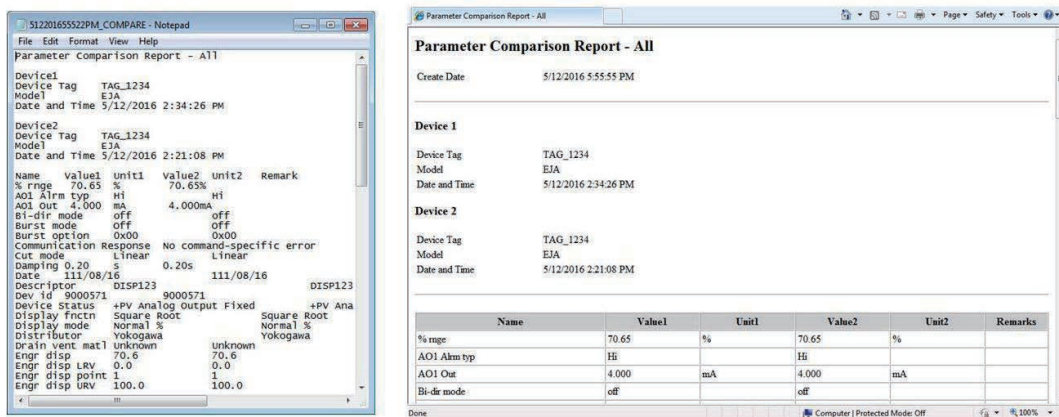 512201655522PM_COMPARE - Notepad
File Edit Format View Help
Parameter Comparison Report - All
Device1
Device Tag TAG_1234
Model EJA
Date and Time 5/12/2016 2:34:26 PM
Device2
Device Tag TAG_1234
Model EJA
Date and Time 5/12/2016 2:21:08 PM
Name Value1 Unit1 Value2 Unit2 Remark
% rnge 70.65 % 70.65%
AO1 Alrm typ Hi Hi
AO1 Out 4.000 mA 4.000mA
Bi-dir mode off off
Burst mode off off
Burst option 0x00 0x00
Communication Response No command-specific error
Cut mode Linear Linear
Damping 0.20 s 0.20s
Date 111/08/16 111/08/16
Descriptor DISP123 DISP123
Dev id 9000571 9000571
Device Status +PV Analog Output Fixed +PV Ana
Display fnctn Square Root Square Root
Display mode Normal % Normal %
Distributor Yokogawa Yokogawa
Drain vent matl Unknown Unknown
Engr disp 70.6 70.6
Engr disp LRV 0.0 0.0
Engr disp point 1 1
Engr disp URV 100.0 100.0
Parameter Comparison Report - All
Page Safety Tools
Parameter Comparison Report - All
Create Date 5/12/2016 5:55:55 PM
Device 1
Device Tag TAG_1234
Model EJA
Date and Time 5/12/2016 2:34:26 PM
Device 2
Device Tag TAG_1234
Model EJA
Date and Time 5/12/2016 2:21:08 PM
Name Value1 Unit1 Value2 Unit2 Remarks
% rnge 70.65 % 70.65 %
AO1 Alrm typ Hi Hi
AO1 Out 4.000 mA 4.000 mA
Bi-dir mode off off
Done Computer | Protected Mode: Off 100%